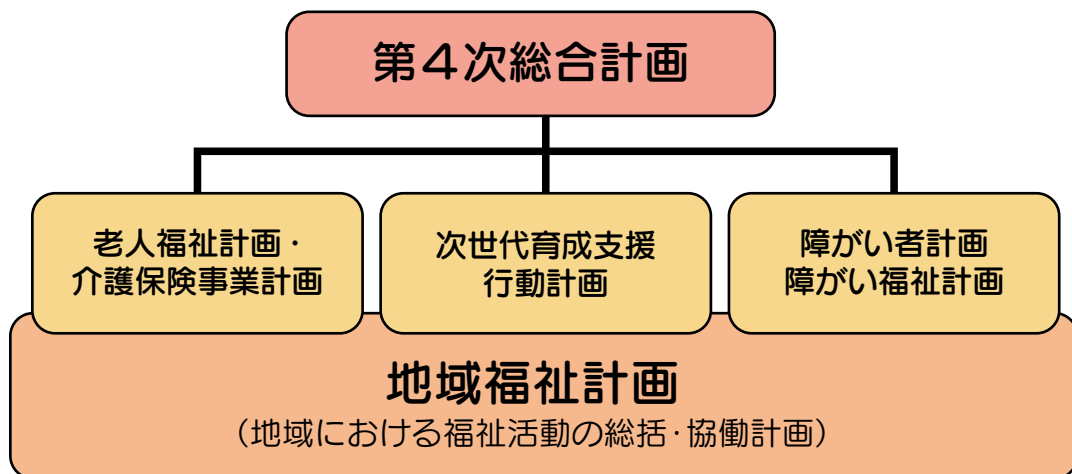 第４次総合計画
老人福祉計画・
介護保険事業計画
次世代育成支援
行動計画
障がい者計画
障がい福祉計画
地域福祉計画
（地域における福祉活動の総括・協働計画）